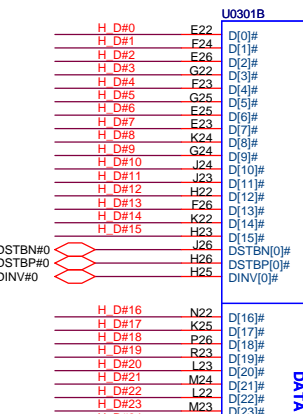 U0301B
H_D#0 E22 D[0]#
H_D#1 F24 D[1]#
H_D#2 E26 D[2]#
H_D#3 G22 D[3]#
H_D#4 F23 D[4]#
H_D#5 G25 D[5]#
H_D#6 E25 D[6]#
H_D#7 E23 D[7]#
H_D#8 K24 D[8]#
H_D#9 G24 D[9]#
H_D#10 J24 D[10]#
H_D#11 J23 D[11]#
H_D#12 H22 D[12]#
H_D#13 F26 D[13]#
H_D#14 K22 D[14]#
H_D#15 H23 D[15]#
DSTBN#0 J26 DSTBN[0]#
DSTBP#0 H26 DSTBP[0]#
DINV#0 H25 DINV[0]#
H_D#16 N22 D[16]#
H_D#17 K25 D[17]#
H_D#18 P26 D[18]#
H_D#19 R23 D[19]#
H_D#20 L23 D[20]#
H_D#21 M24 D[21]#
H_D#22 L22 D[22]#
H_D#23 M23 D[23]#
DATA